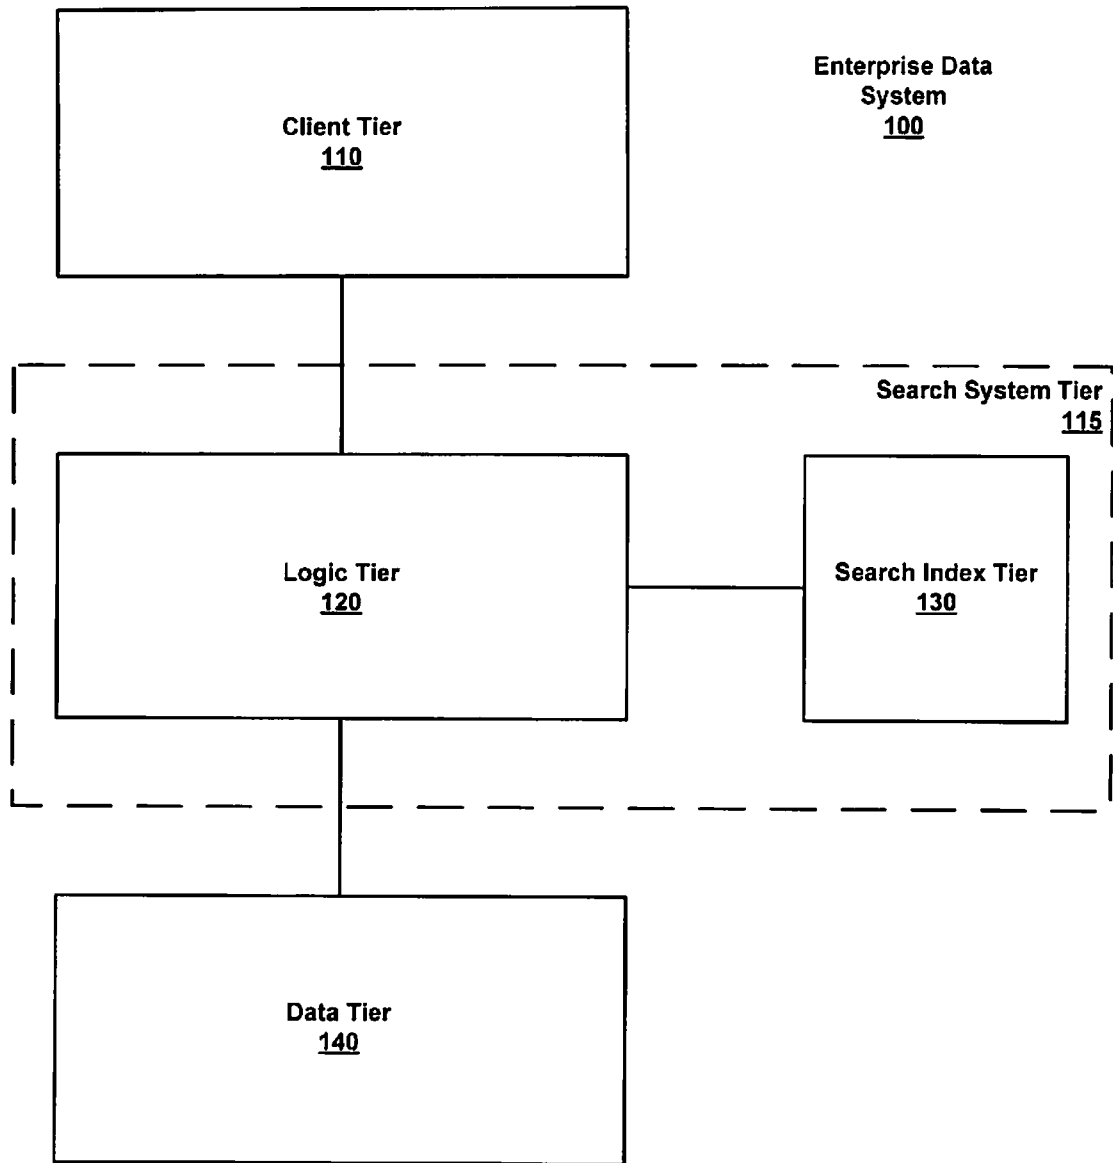 Enterprise Data
System
100
Client Tier
110
Search System Tier
115
Logic Tier
120
Search Index Tier
130
Data Tier
140